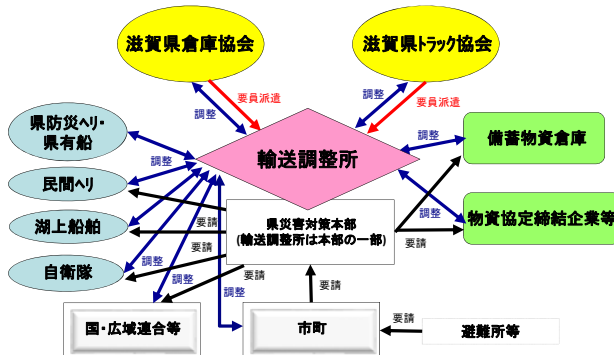 滋賀県倉庫協会
滋賀県トラック協会
調整
要員派遣
調整
要員派遣
県防災ヘリ・
県有船
調整
輸送調整所
調整
備蓄物資倉庫
民間ヘリ
調整
要請
県災害対策本部
(輸送調整所は本部の一部)
調整
物資協定締結企業等
湖上船舶
要請
要請
自衛隊
要請
調整
調整
要請
調整
要請
国・広域連合等
市町
要請
避難所等